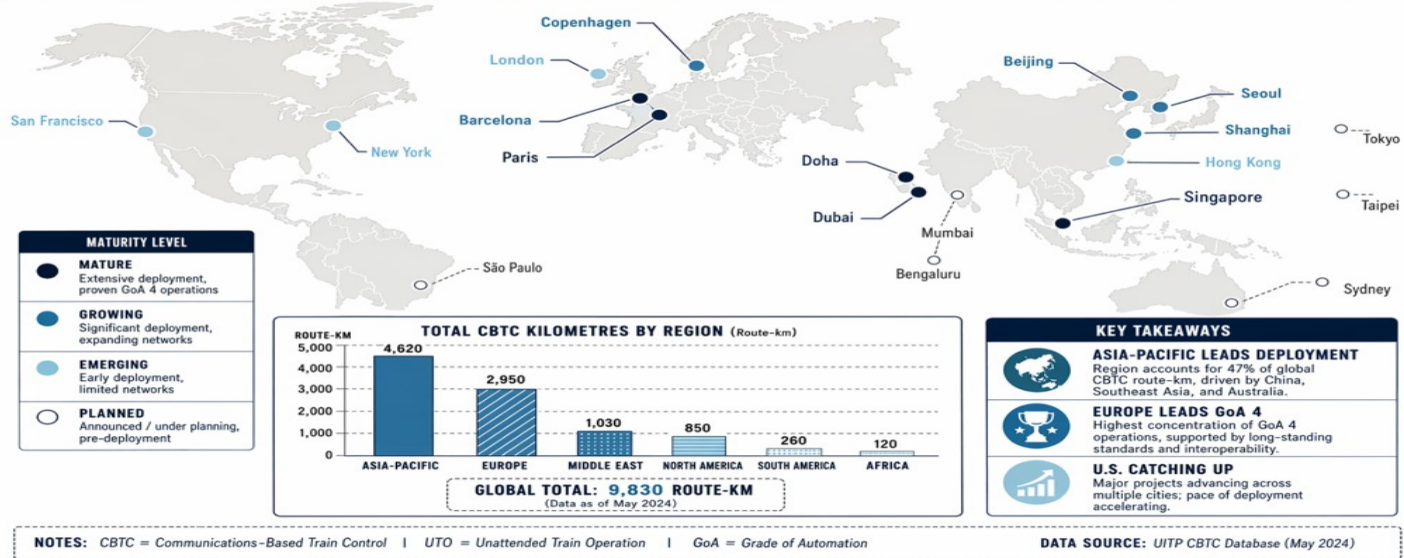 Copenhagen
London
Barcelona
Paris
San Francisco
New York
São Paulo
Doha
Dubai
Mumbai
Bengaluru
Beijing
Seoul
Shanghai
Hong Kong
Singapore
Tokyo
Taipei
Sydney
MATURITY LEVEL
MATURE
Extensive deployment,
proven GoA 4 operations
GROWING
Significant deployment,
expanding networks
EMERGING
Early deployment,
limited networks
PLANNED
Announced / under planning,
pre-deployment
TOTAL CBTC KILOMETRES BY REGION (Route-km)
ROUTE-KM
5,000
4,000
3,000
2,000
1,000
0
4,620
2,950
1,030
850
260
120
ASIA-PACIFIC
EUROPE
MIDDLE EAST
NORTH AMERICA
SOUTH AMERICA
AFRICA
GLOBAL TOTAL: 9,830 ROUTE-KM
(Data as of May 2024)
KEY TAKEAWAYS
ASIA-PACIFIC LEADS DEPLOYMENT
Region accounts for 47% of global
CBTC route-km, driven by China,
Southeast Asia, and Australia.
EUROPE LEADS GoA 4
Highest concentration of GoA 4
operations, supported by long-standing
standards and interoperability.
U.S. CATCHING UP
Major projects advancing across
multiple cities; pace of deployment
accelerating.
NOTES: CBTC = Communications-Based Train Control | UTO = Unattended Train Operation | GoA = Grade of Automation
DATA SOURCE: UITP CBTC Database (May 2024)